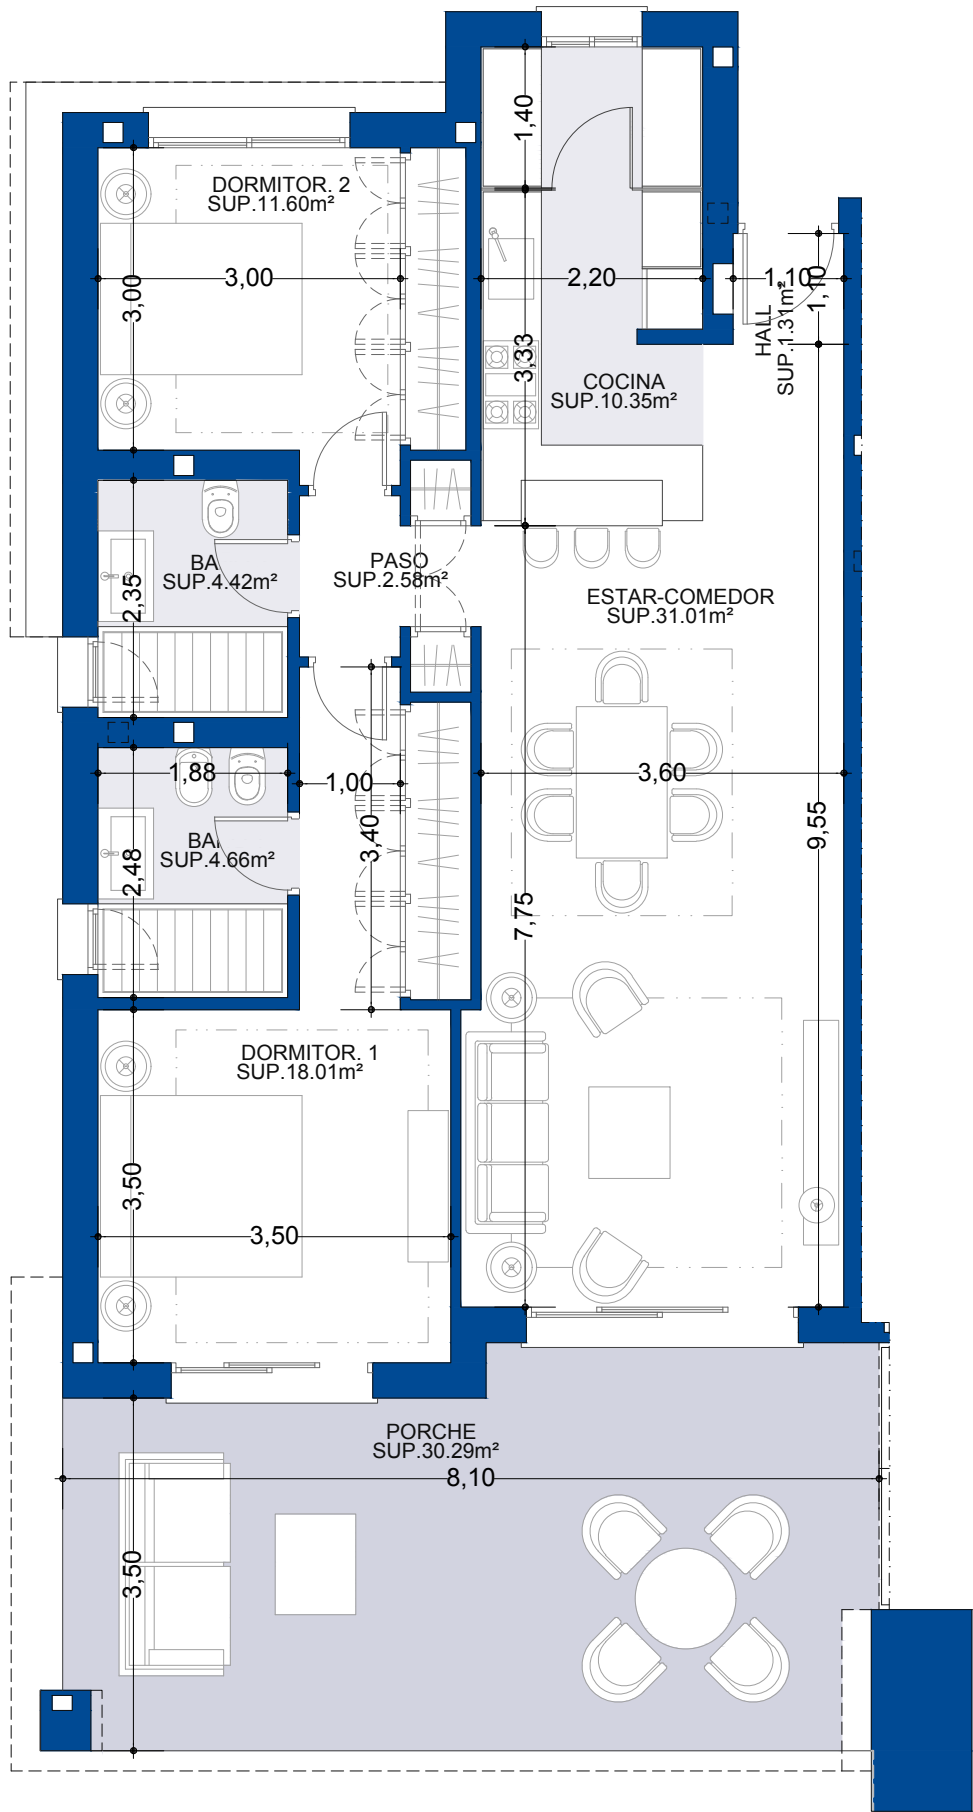 1,40
DORMITOR. 2
SUP.11.60m²
3,00
3,00
2,20
1,10
1,10
HALL
SUP.1.31m²
3,33
COCINA
SUP.10.35m²
BA
SUP.4.42m²
PASO
SUP.2.58m²
2,35
ESTAR-COMEDOR
SUP.31.01m²
1,88
1,00
3,60
BA
SUP.4.66m²
2,48
3,40
9,55
7,75
DORMITOR. 1
SUP.18.01m²
3,50
3,50
PORCHE
SUP.30.29m²
8,10
3,50